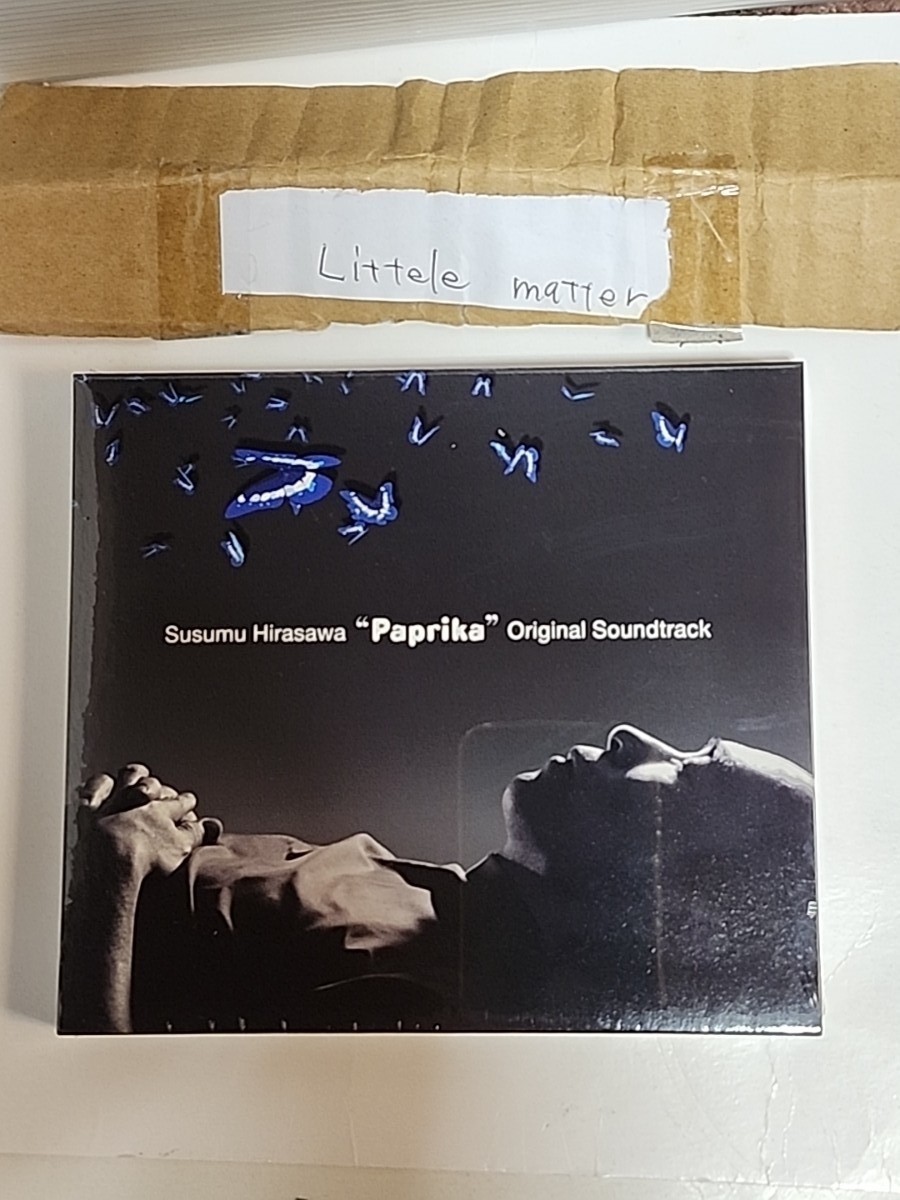 Littele matter
Susumu Hirasawa “Paprika” Original Soundtrack